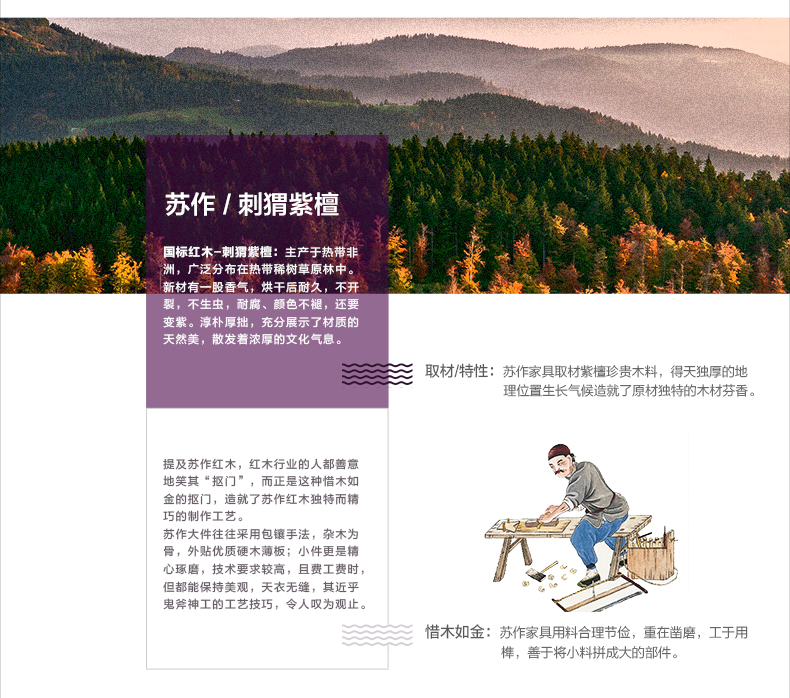 苏作 / 刺猬紫檀
国标红木-刺猬紫檀：主产于热带非
洲，广泛分布在热带稀树草原林中。
新材有一股香气，烘干后耐久，不开
裂，不生虫，耐腐、颜色不褪，还要
变紫。淳朴厚拙，充分展示了材质的
天然美，散发着浓厚的文化气息。
取材/特性：苏作家具取材紫檀珍贵木料，得天独厚的地
理位置生长气候造就了原材独特的木材芬香。
提及苏作红木，红木行业的人都善意
地笑其“抠门”，而正是这种惜木如
金的抠门，造就了苏作红木独特而精
巧的制作工艺。
苏作大件往往采用包镶手法，杂木为
骨，外贴优质硬木薄板；小件更是精
心琢磨，技术要求较高，且费工费时，
但都能保持美观，天衣无缝，其近乎
鬼斧神工的工艺技巧，令人叹为观止。
惜木如金：苏作家具用料合理节俭，重在凿磨，工于用
榫，善于将小料拼成大的部件。